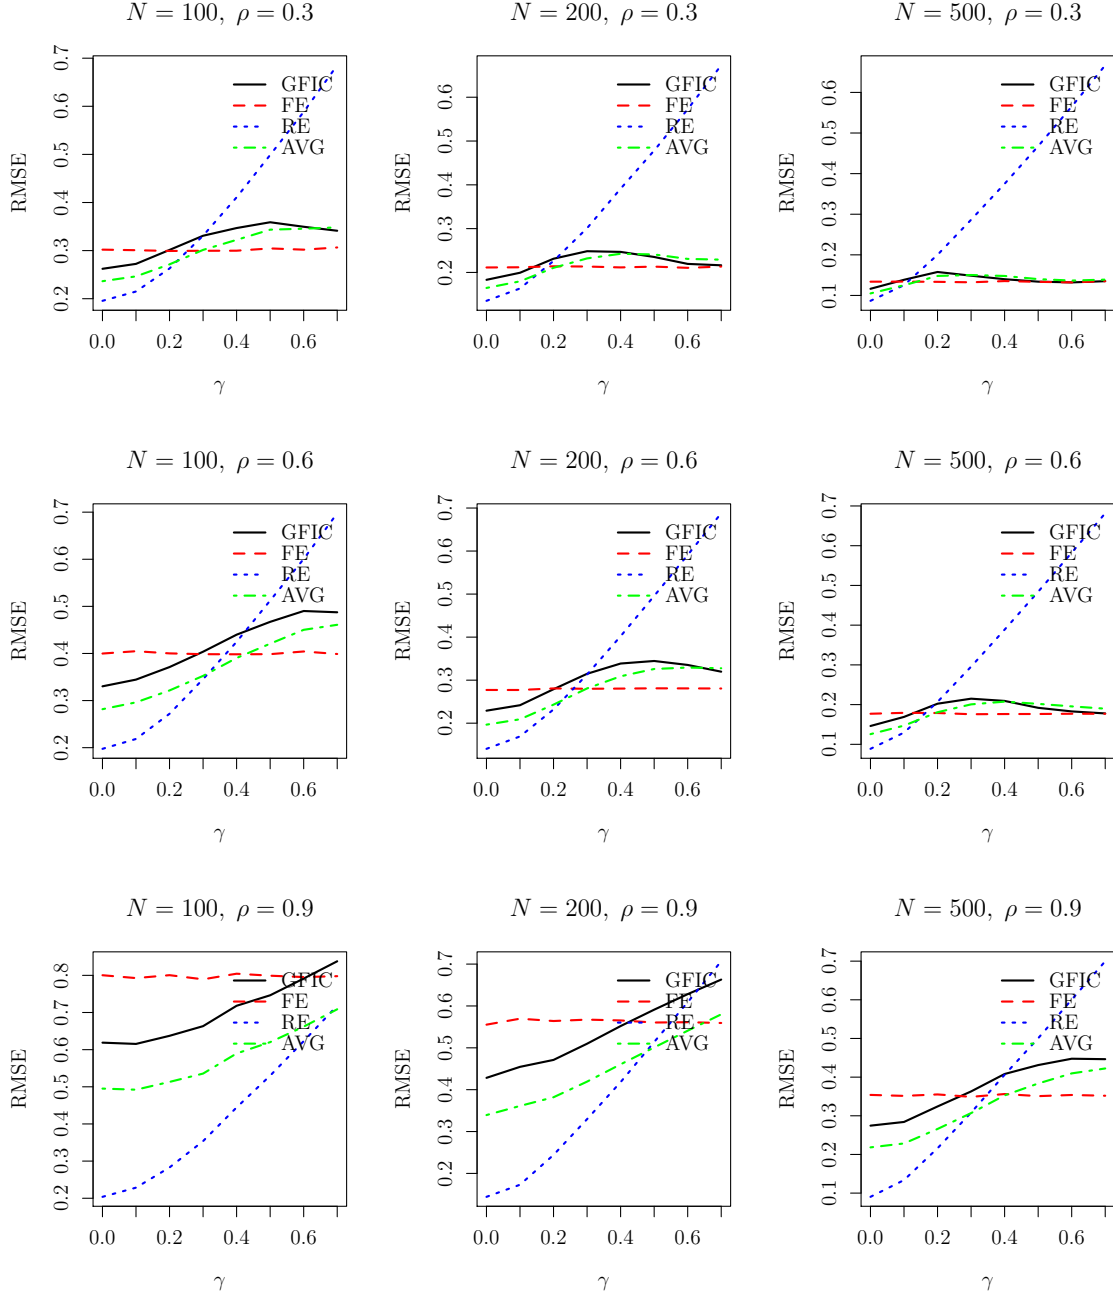 N = 100, ρ = 0.3
RMSE
0.2 0.3 0.4 0.5 0.6 0.7
GFIC
FE
RE
AVG
0.0 0.2 0.4 0.6
γ
N = 200, ρ = 0.3
RMSE
0.2 0.3 0.4 0.5 0.6
GFIC
FE
RE
AVG
0.0 0.2 0.4 0.6
γ
N = 500, ρ = 0.3
RMSE
0.1 0.2 0.3 0.4 0.5 0.6
GFIC
FE
RE
AVG
0.0 0.2 0.4 0.6
γ
N = 100, ρ = 0.6
RMSE
0.2 0.3 0.4 0.5 0.6 0.7
GFIC
FE
RE
AVG
0.0 0.2 0.4 0.6
γ
N = 200, ρ = 0.6
RMSE
0.2 0.3 0.4 0.5 0.6 0.7
GFIC
FE
RE
AVG
0.0 0.2 0.4 0.6
γ
N = 500, ρ = 0.6
RMSE
0.1 0.2 0.3 0.4 0.5 0.6 0.7
GFIC
FE
RE
AVG
0.0 0.2 0.4 0.6
γ
N = 100, ρ = 0.9
RMSE
0.2 0.3 0.4 0.5 0.6 0.7 0.8
GFIC
FE
RE
AVG
0.0 0.2 0.4 0.6
γ
N = 200, ρ = 0.9
RMSE
0.2 0.3 0.4 0.5 0.6 0.7
GFIC
FE
RE
AVG
0.0 0.2 0.4 0.6
γ
N = 500, ρ = 0.9
RMSE
0.1 0.2 0.3 0.4 0.5 0.6 0.7
GFIC
FE
RE
AVG
0.0 0.2 0.4 0.6
γ